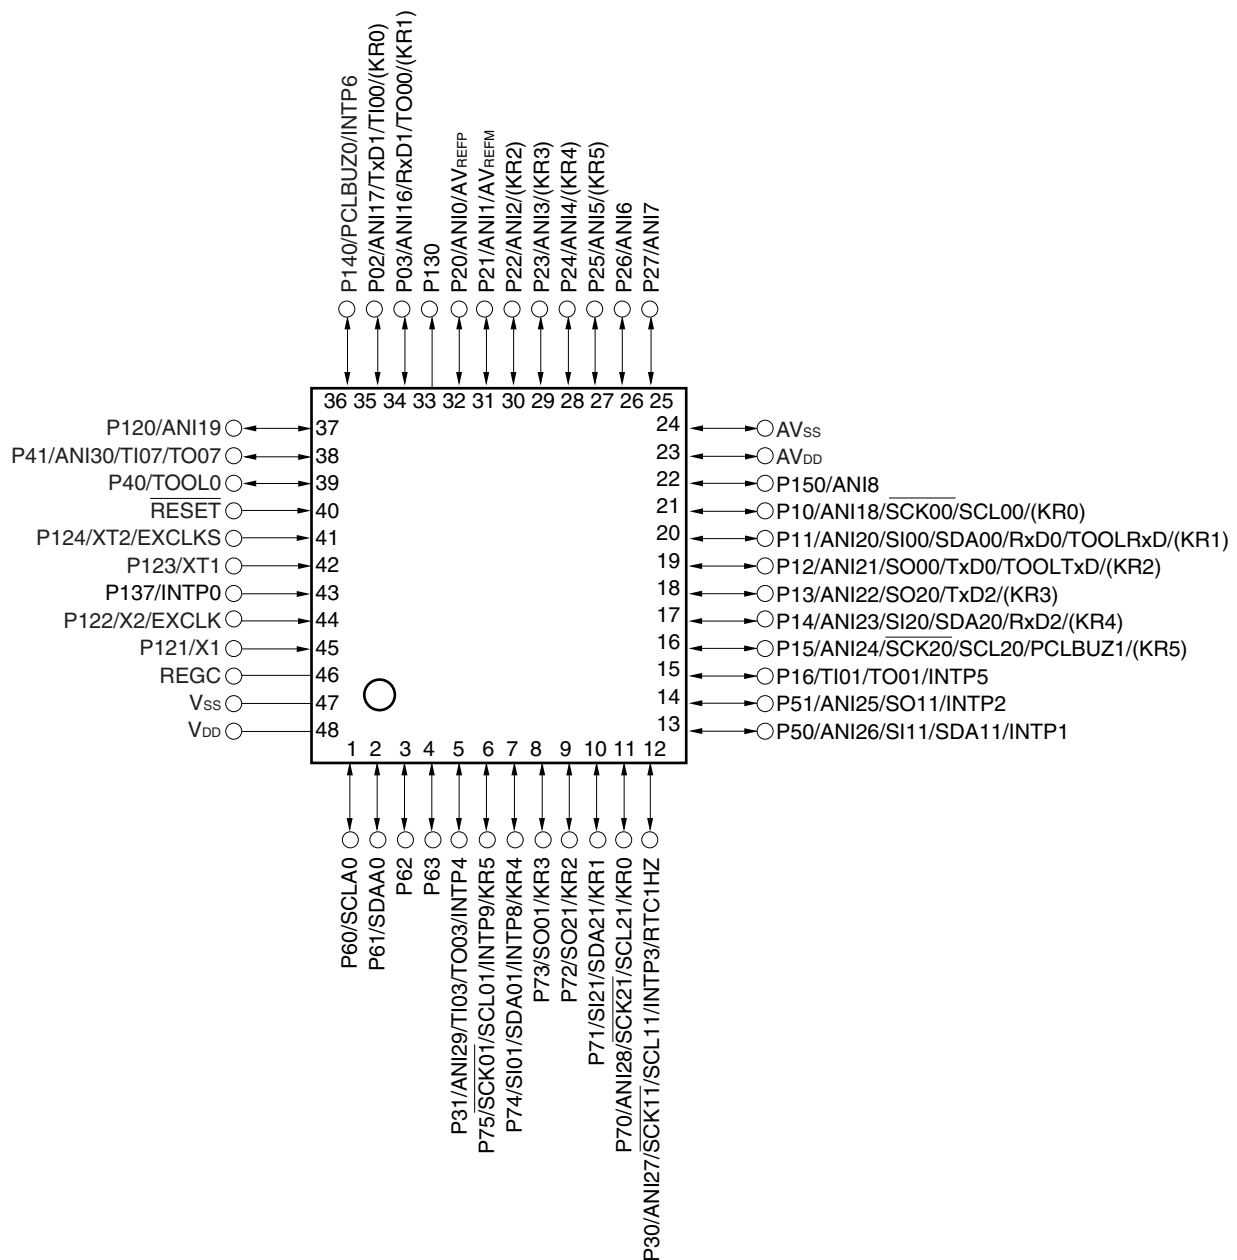 P140/PCLBUZ0/INTP6
P02/ANI17/TxD1/TI00/(KR0)
P03/ANI16/RxD1/TO00/(KR1)
P130
P20/ANI0/AVREFP
P21/ANI1/AVREFM
P22/ANI2/(KR2)
P23/ANI3/(KR3)
P24/ANI4/(KR4)
P25/ANI5/(KR5)
P26/ANI6
P27/ANI7
36 35 34 33 32 31 30 29 28 27 26 25
P120/ANI19 37
P41/ANI30/TI07/TO07 38
P40/TOOL0 39
RESET 40
P124/XT2/EXCLKS 41
P123/XT1 42
P137/INTP0 43
P122/X2/EXCLK 44
P121/X1 45
REGC 46
VSS 47
VDD 48
24 AVSS
23 AVDD
22 P150/ANI8
21 P10/ANI18/SCK00/SCL00/(KR0)
20 P11/ANI20/SI00/SDA00/RxD0/TOOLRxD/(KR1)
19 P12/ANI21/SO00/TxD0/TOOLTxD/(KR2)
18 P13/ANI22/SO20/TxD2/(KR3)
17 P14/ANI23/SI20/SDA20/RxD2/(KR4)
16 P15/ANI24/SCK20/SCL20/PCLBUZ1/(KR5)
15 P16/TI01/TO01/INTP5
14 P51/ANI25/SO11/INTP2
13 P50/ANI26/SI11/SDA11/INTP1
1 2 3 4 5 6 7 8 9 10 11 12
P60/SCLA0
P61/SDAA0
P62
P63
P31/ANI29/TI03/TO03/INTP4
P75/SCK01/SCL01/INTP9/KR5
P74/SI01/SDA01/INTP8/KR4
P73/SO01/KR3
P72/SO21/KR2
P71/SI21/SDA21/KR1
P70/ANI28/SCK21/SCL21/KR0
P30/ANI27/SCK11/SCL11/INTP3/RTC1HZ